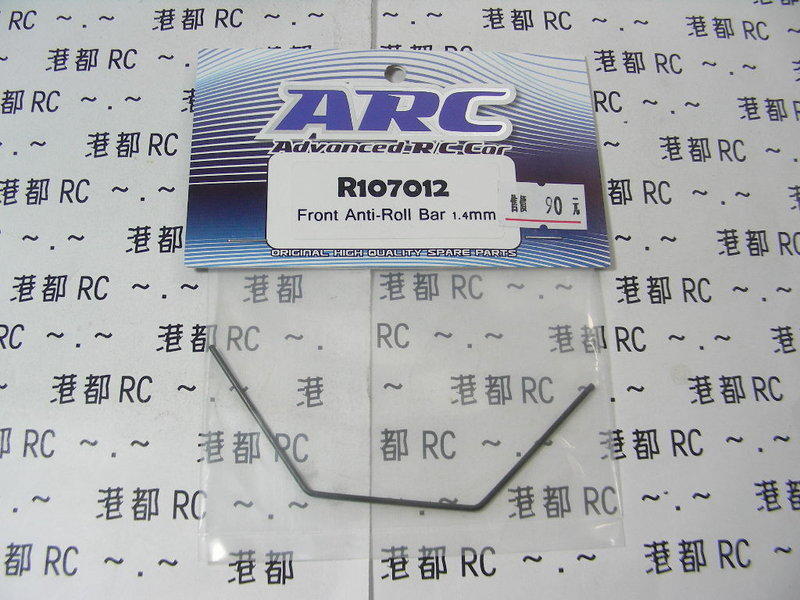 ARC
Advanced R/C Car
R107012
Front Anti-Roll Bar 1.4mm
售價 90 元
ORIGINAL HIGH QUALITY SPARE PARTS
港都 RC ~.~